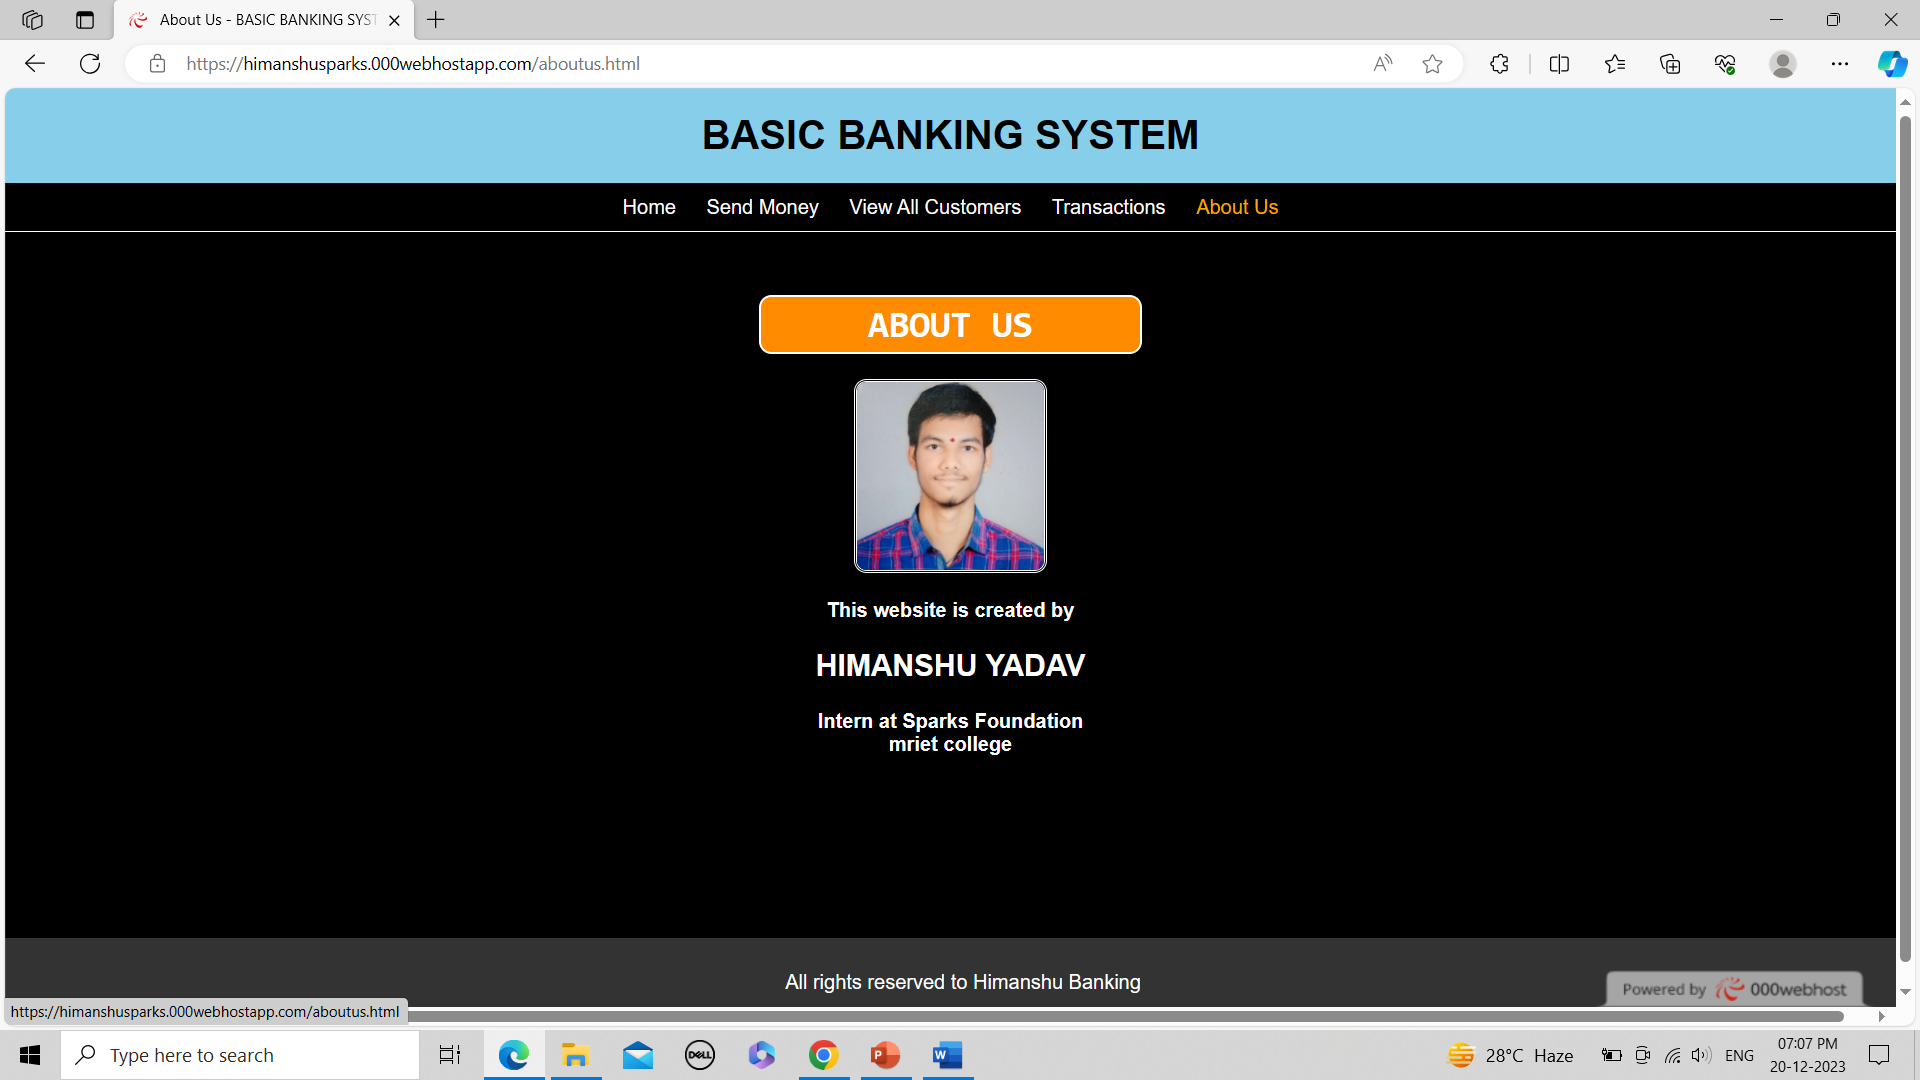 About Us - BASIC BANKING SYST
https://himanshusparks.000webhostapp.com/aboutus.html
BASIC BANKING SYSTEM
Home Send Money View All Customers Transactions About Us
ABOUT US
This website is created by
HIMANSHU YADAV
Intern at Sparks Foundation
mriet college
All rights reserved to Himanshu Banking
Powered by 000webhost
https://himanshusparks.000webhostapp.com/aboutus.html
Type here to search
DELL
P
W
28°C Haze
ENG
07:07 PM
20-12-2023